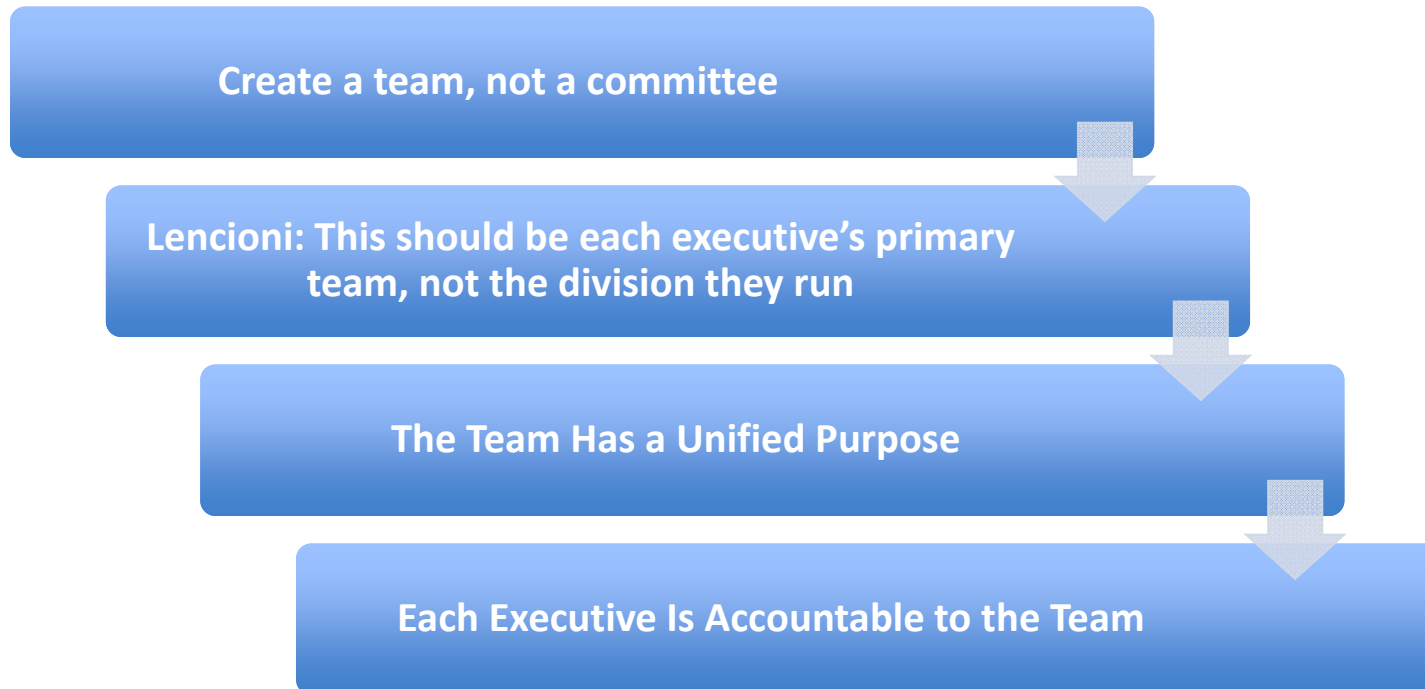 Create a team, not a committee
Lencioni: This should be each executive’s primary
team, not the division they run
The Team Has a Unified Purpose
Each Executive Is Accountable to the Team